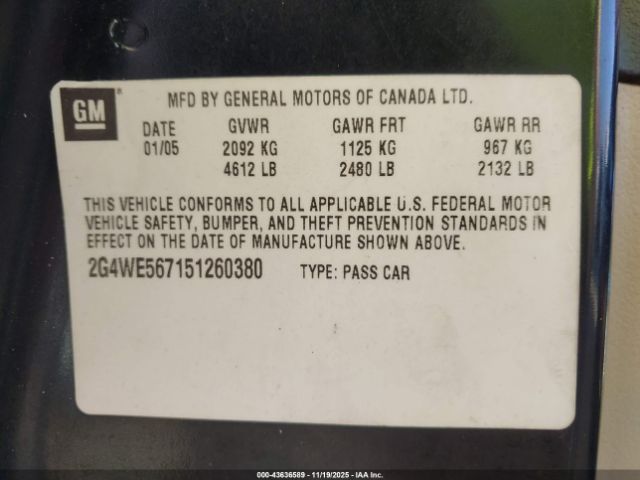 GM®
MFD BY GENERAL MOTORS OF CANADA LTD.
DATE GVWR GAWR FRT GAWR RR
01/05 2092 KG 1125 KG 967 KG
4612 LB 2480 LB 2132 LB
THIS VEHICLE CONFORMS TO ALL APPLICABLE U.S. FEDERAL MOTOR
VEHICLE SAFETY, BUMPER, AND THEFT PREVENTION STANDARDS IN
EFFECT ON THE DATE OF MANUFACTURE SHOWN ABOVE.
2G4WE567151260380 TYPE: PASS CAR
000-43636589 - 11/19/2025 - IAA Inc.